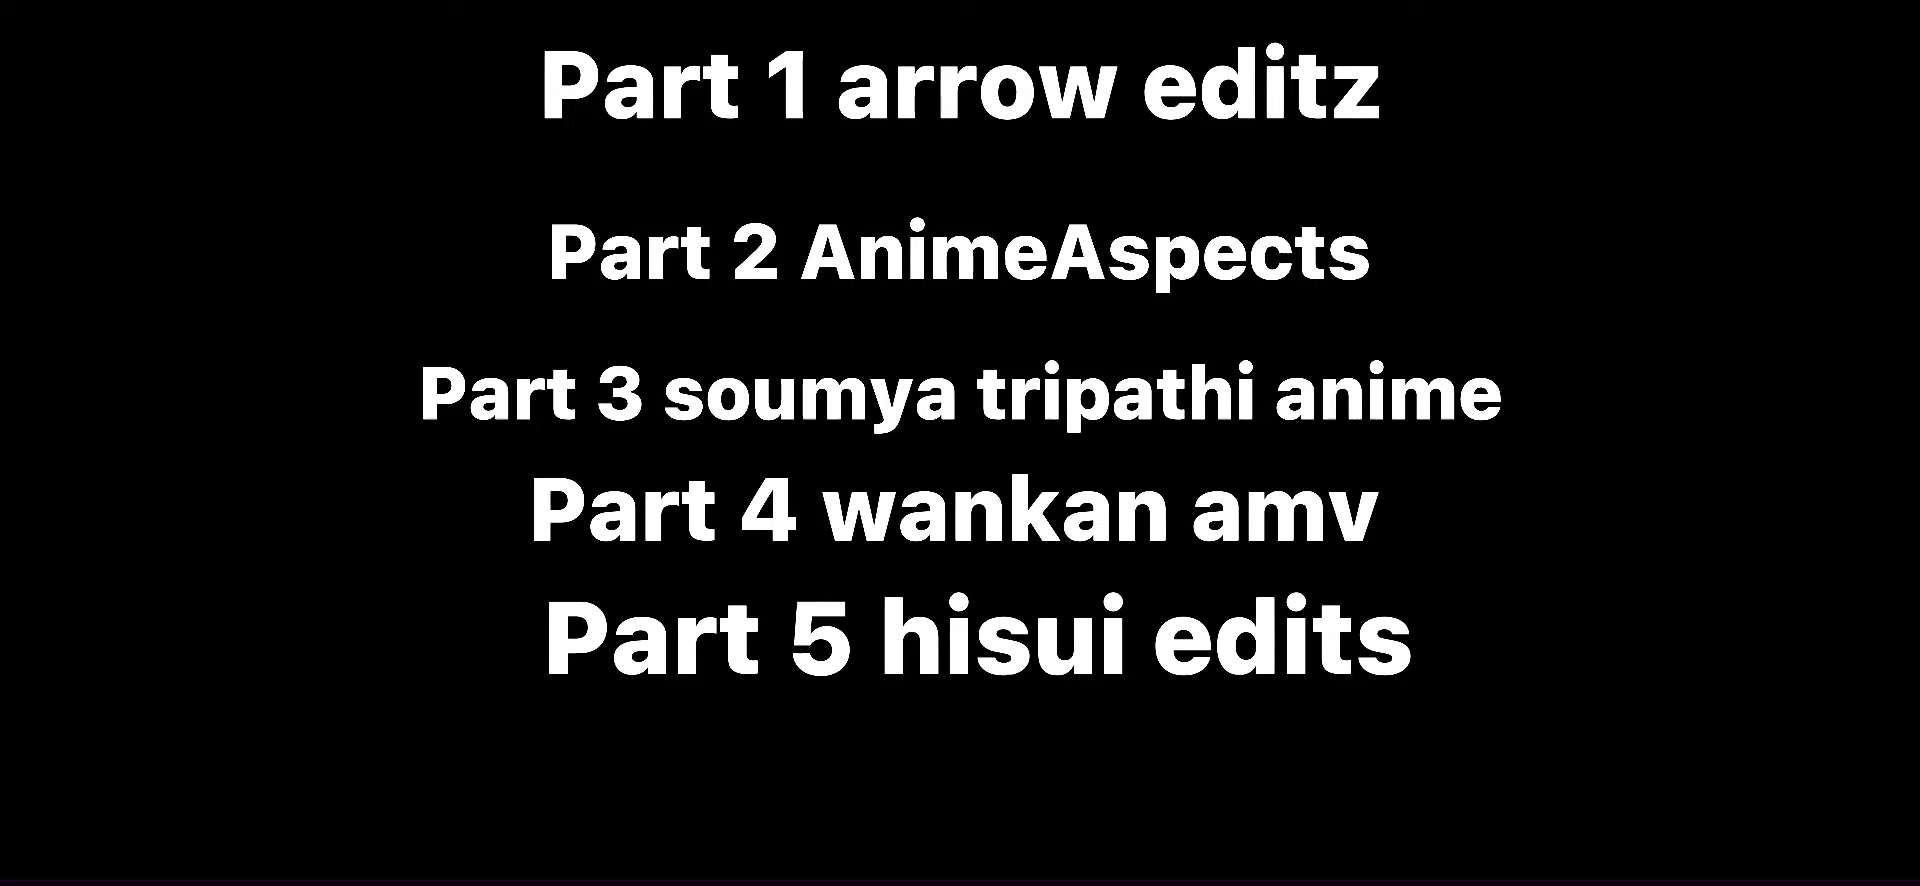 Part 1 arrow editz
Part 2 AnimeAspects
Part 3 soumya tripathi anime
Part 4 wankan amv
Part 5 hisui edits